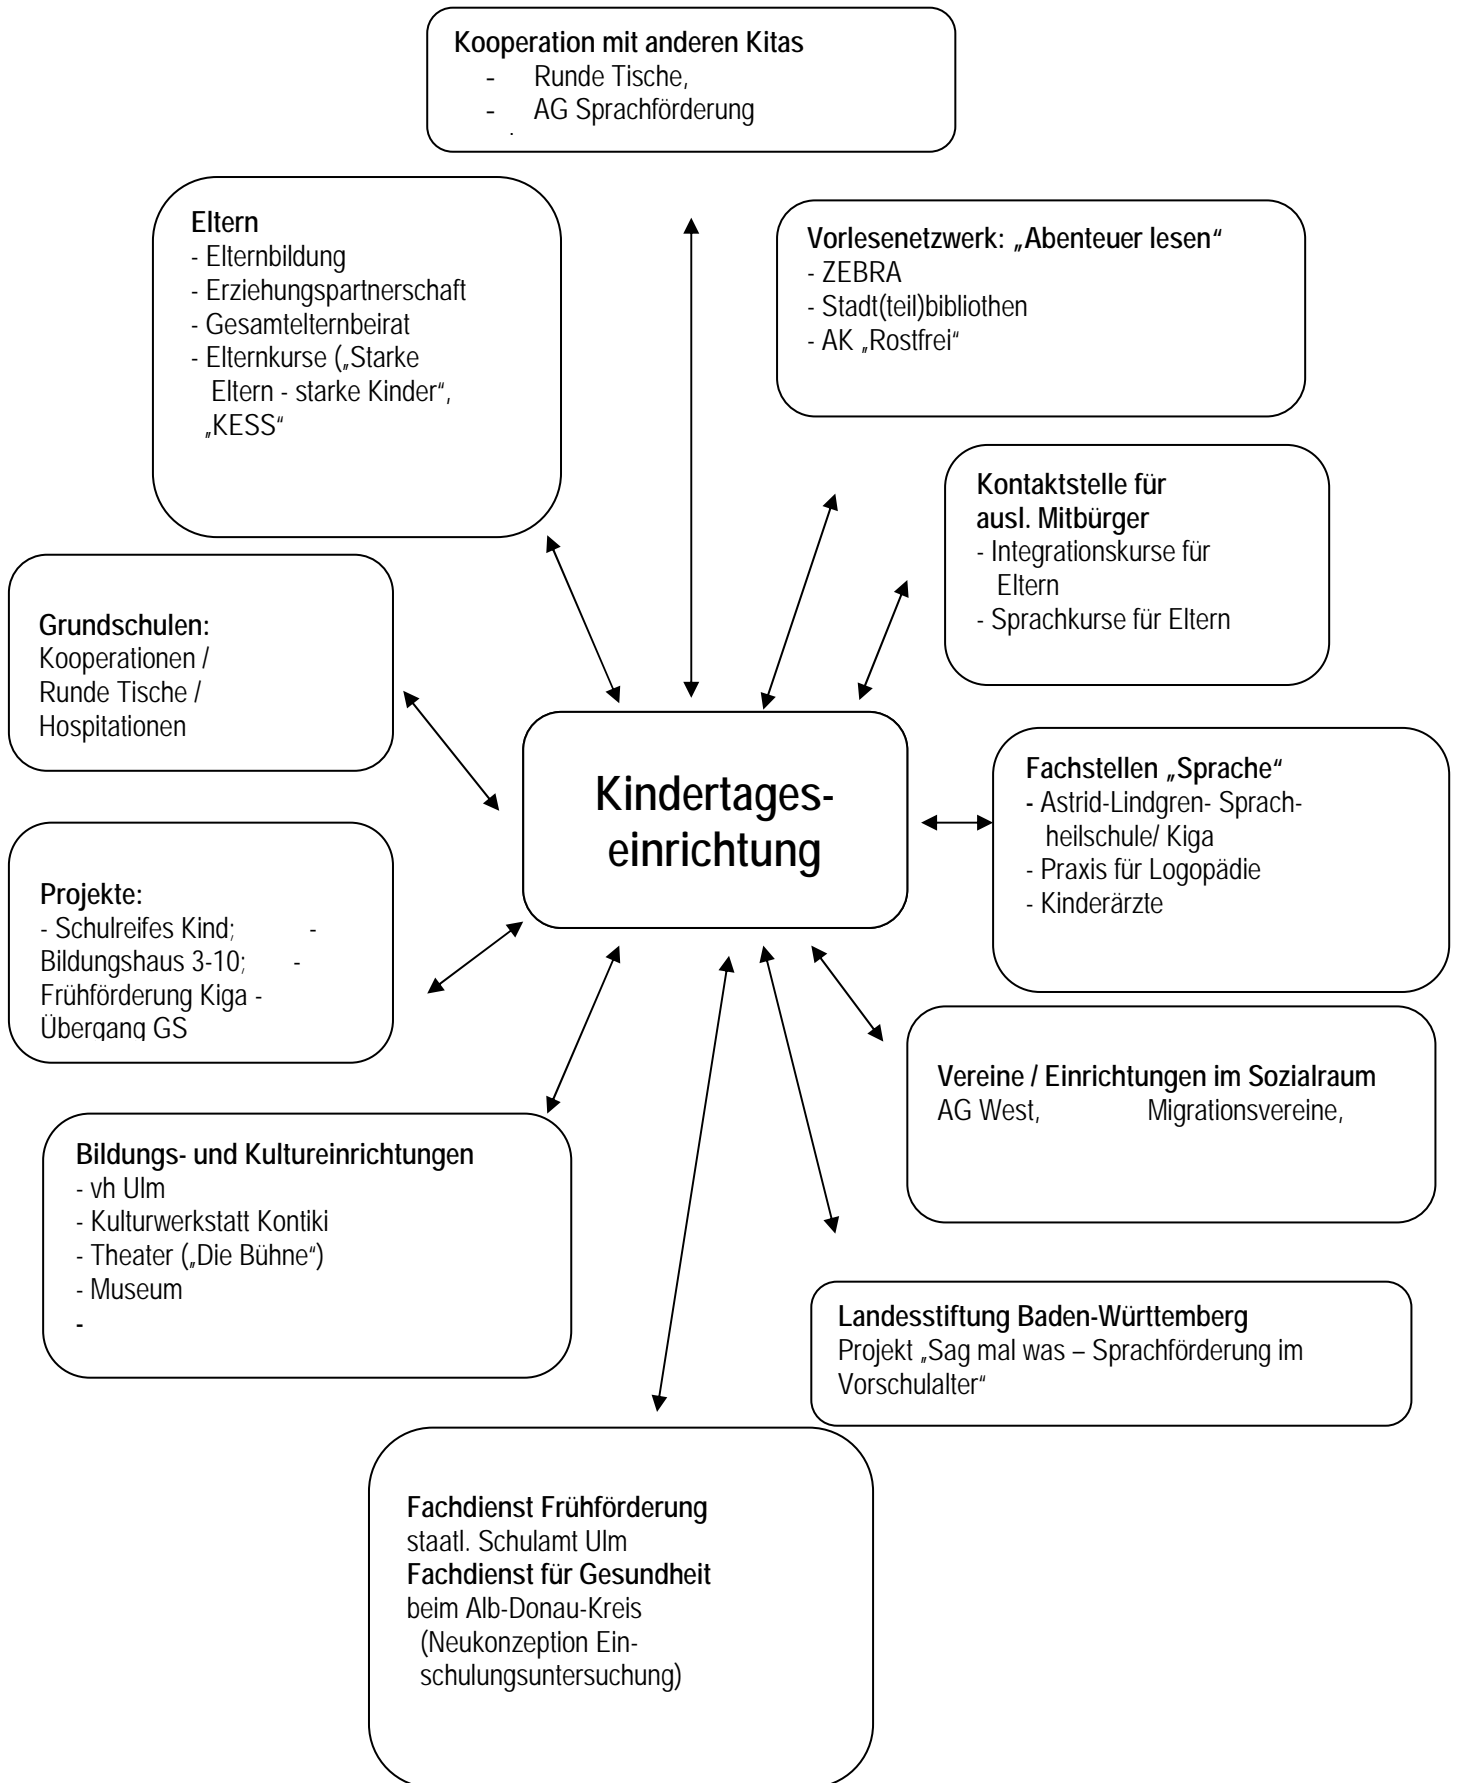 Kooperation mit anderen Kitas
- Runde Tische,
- AG Sprachförderung
Eltern
- Elternbildung
- Erziehungspartnerschaft
- Gesamtelternbeirat
- Elternkurse („Starke
Eltern - starke Kinder“,
„KESS“
Vorlesenetzwerk: „Abenteuer lesen“
- ZEBRA
- Stadt(teil)bibliothen
- AK „Rostfrei“
Kontaktstelle für
ausl. Mitbürger
- Integrationskurse für
Eltern
- Sprachkurse für Eltern
Grundschulen:
Kooperationen /
Runde Tische /
Hospitationen
Kindertages-
einrichtung
Fachstellen „Sprache“
- Astrid-Lindgren- Sprach-
heilschule/ Kiga
- Praxis für Logopädie
- Kinderärzte
Projekte:
- Schulreifes Kind; -
Bildungshaus 3-10; -
Frühförderung Kiga -
Übergang GS
Vereine / Einrichtungen im Sozialraum
AG West, Migrationsvereine,
Bildungs- und Kultureinrichtungen
- vh Ulm
- Kulturwerkstatt Kontiki
- Theater („Die Bühne“)
- Museum
-
Landesstiftung Baden-Württemberg
Projekt „Sag mal was – Sprachförderung im
Vorschulalter“
Fachdienst Frühförderung
staatl. Schulamt Ulm
Fachdienst für Gesundheit
beim Alb-Donau-Kreis
(Neukonzeption Ein-
schulungsuntersuchung)